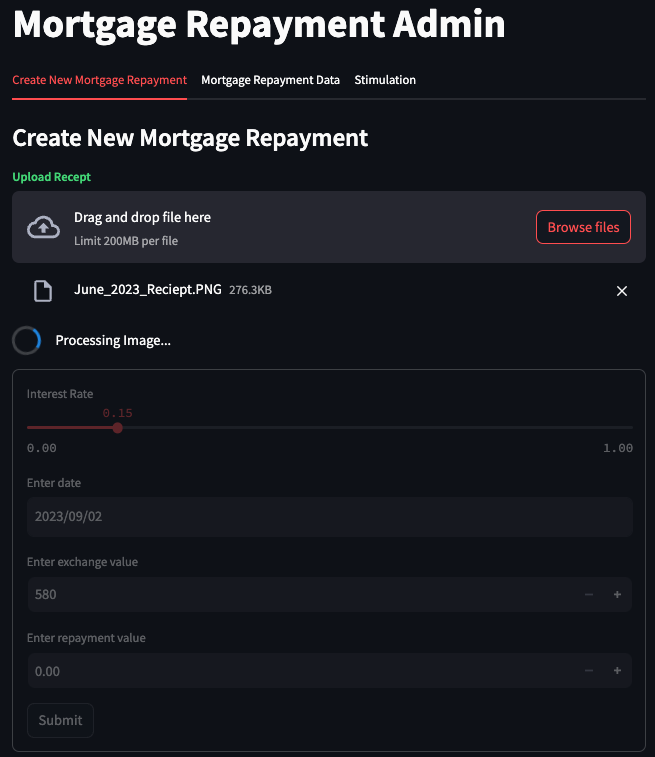 Mortgage Repayment Admin
Create New Mortgage Repayment Mortgage Repayment Data Stimulation
Create New Mortgage Repayment
Upload Recept
Drag and drop file here
Limit 200MB per file
Browse files
June_2023_Reciept.PNG 276.3KB
Processing Image...
Interest Rate
0.15
0.00 1.00
Enter date
2023/09/02
Enter exchange value
580
Enter repayment value
0.00
Submit